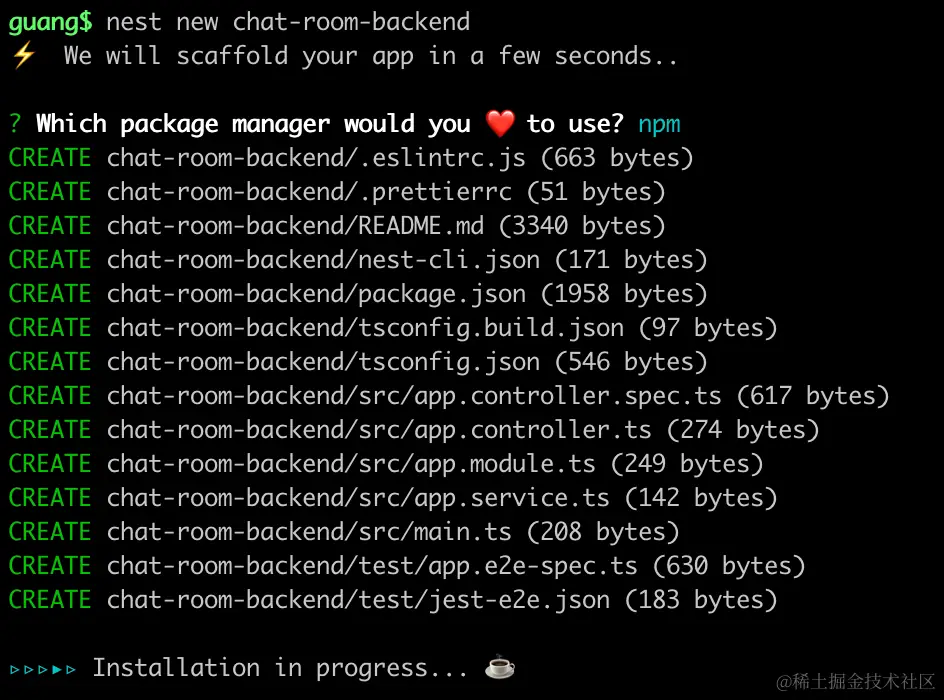 guang$ nest new chat-room-backend
⚡ We will scaffold your app in a few seconds..
? Which package manager would you ❤️ to use? npm
CREATE chat-room-backend/.eslintrc.js (663 bytes)
CREATE chat-room-backend/.prettierrc (51 bytes)
CREATE chat-room-backend/README.md (3340 bytes)
CREATE chat-room-backend/nest-cli.json (171 bytes)
CREATE chat-room-backend/package.json (1958 bytes)
CREATE chat-room-backend/tsconfig.build.json (97 bytes)
CREATE chat-room-backend/tsconfig.json (546 bytes)
CREATE chat-room-backend/src/app.controller.spec.ts (617 bytes)
CREATE chat-room-backend/src/app.controller.ts (274 bytes)
CREATE chat-room-backend/src/app.module.ts (249 bytes)
CREATE chat-room-backend/src/app.service.ts (142 bytes)
CREATE chat-room-backend/src/main.ts (208 bytes)
CREATE chat-room-backend/test/app.e2e-spec.ts (630 bytes)
CREATE chat-room-backend/test/jest-e2e.json (183 bytes)
▹▹▹▸▹ Installation in progress... ☕
@稀土掘金技术社区